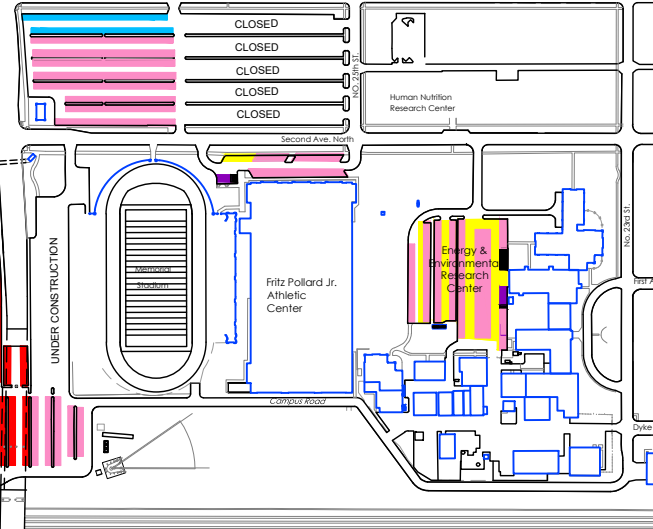 CLOSED
CLOSED
CLOSED
CLOSED
CLOSED
NO. 25th ST.
Human Nutrition
Research Center
Second Ave. North
UNDER CONSTRUCTION
Memorial
Stadium
Fritz Pollard Jr.
Athletic
Center
Energy &
Environmental
Research
Center
No. 23rd St.
First A
Campus Road
Dyke